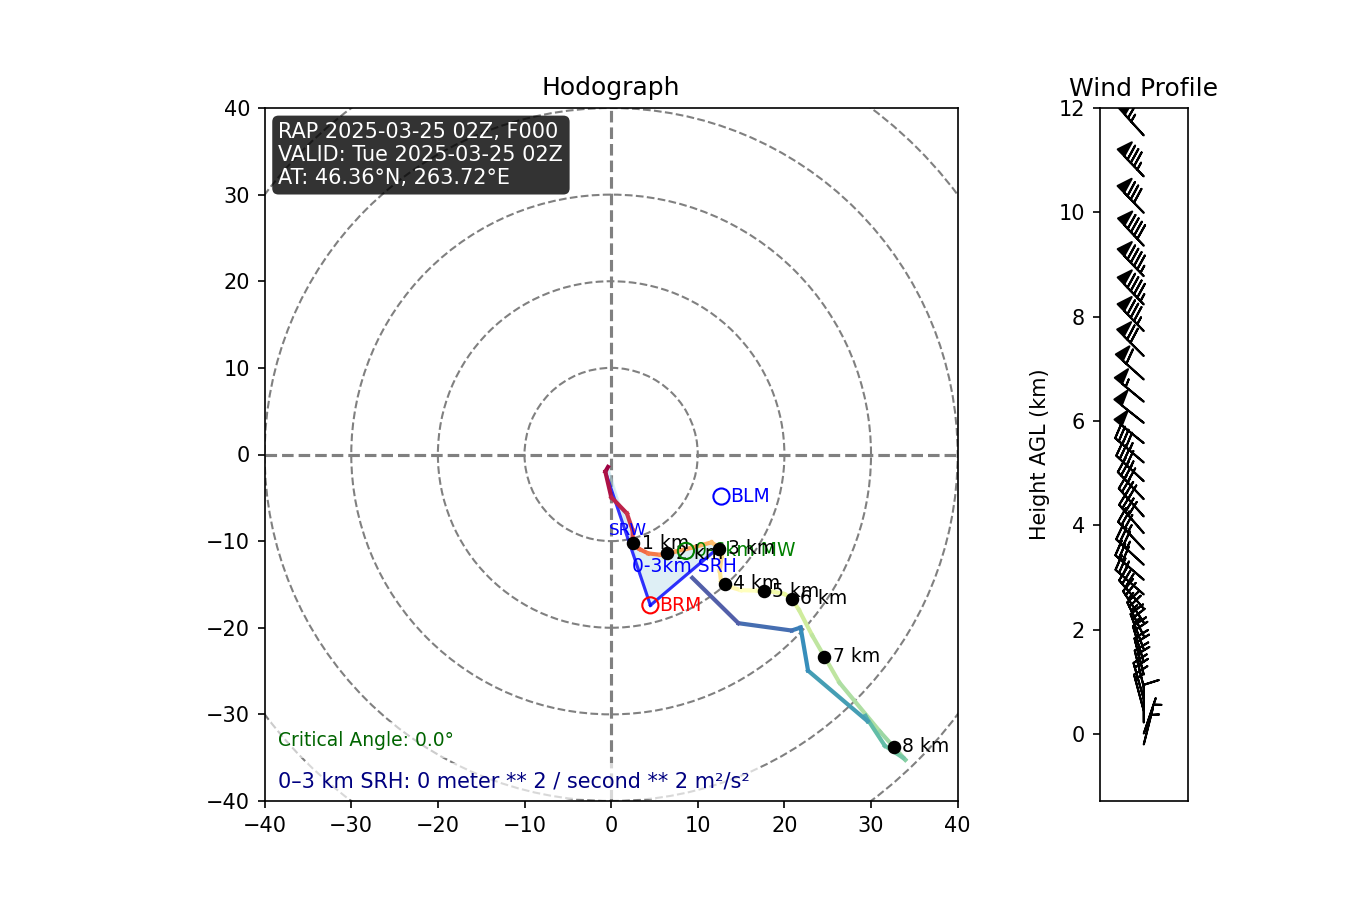 Hodograph
Wind Profile
RAP 2025-03-25 02Z, F000
VALID: Tue 2025-03-25 02Z
AT: 46.36°N, 263.72°E
40
30
20
10
0
−10
−20
−30
−40
−40
−30
−20
−10
0
10
20
30
40
BLM
SRW
1 km
2 km
3 km
MW
0-3km SRH
4 km
5 km
6 km
BRM
7 km
8 km
Critical Angle: 0.0°
0–3 km SRH: 0 meter ** 2 / second ** 2 m²/s²
Height AGL (km)
12
10
8
6
4
2
0